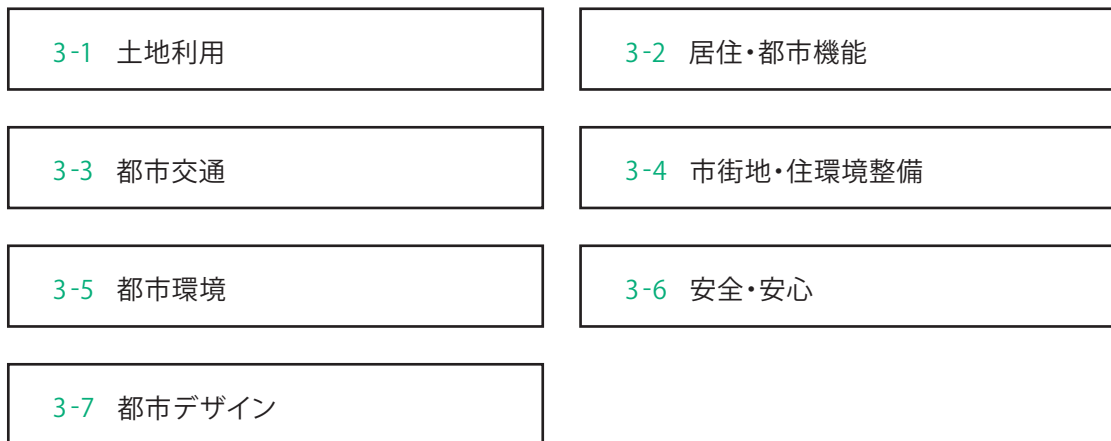 3-1 土地利用
3-2 居住・都市機能
3-3 都市交通
3-4 市街地・住環境整備
3-5 都市環境
3-6 安全・安心
3-7 都市デザイン